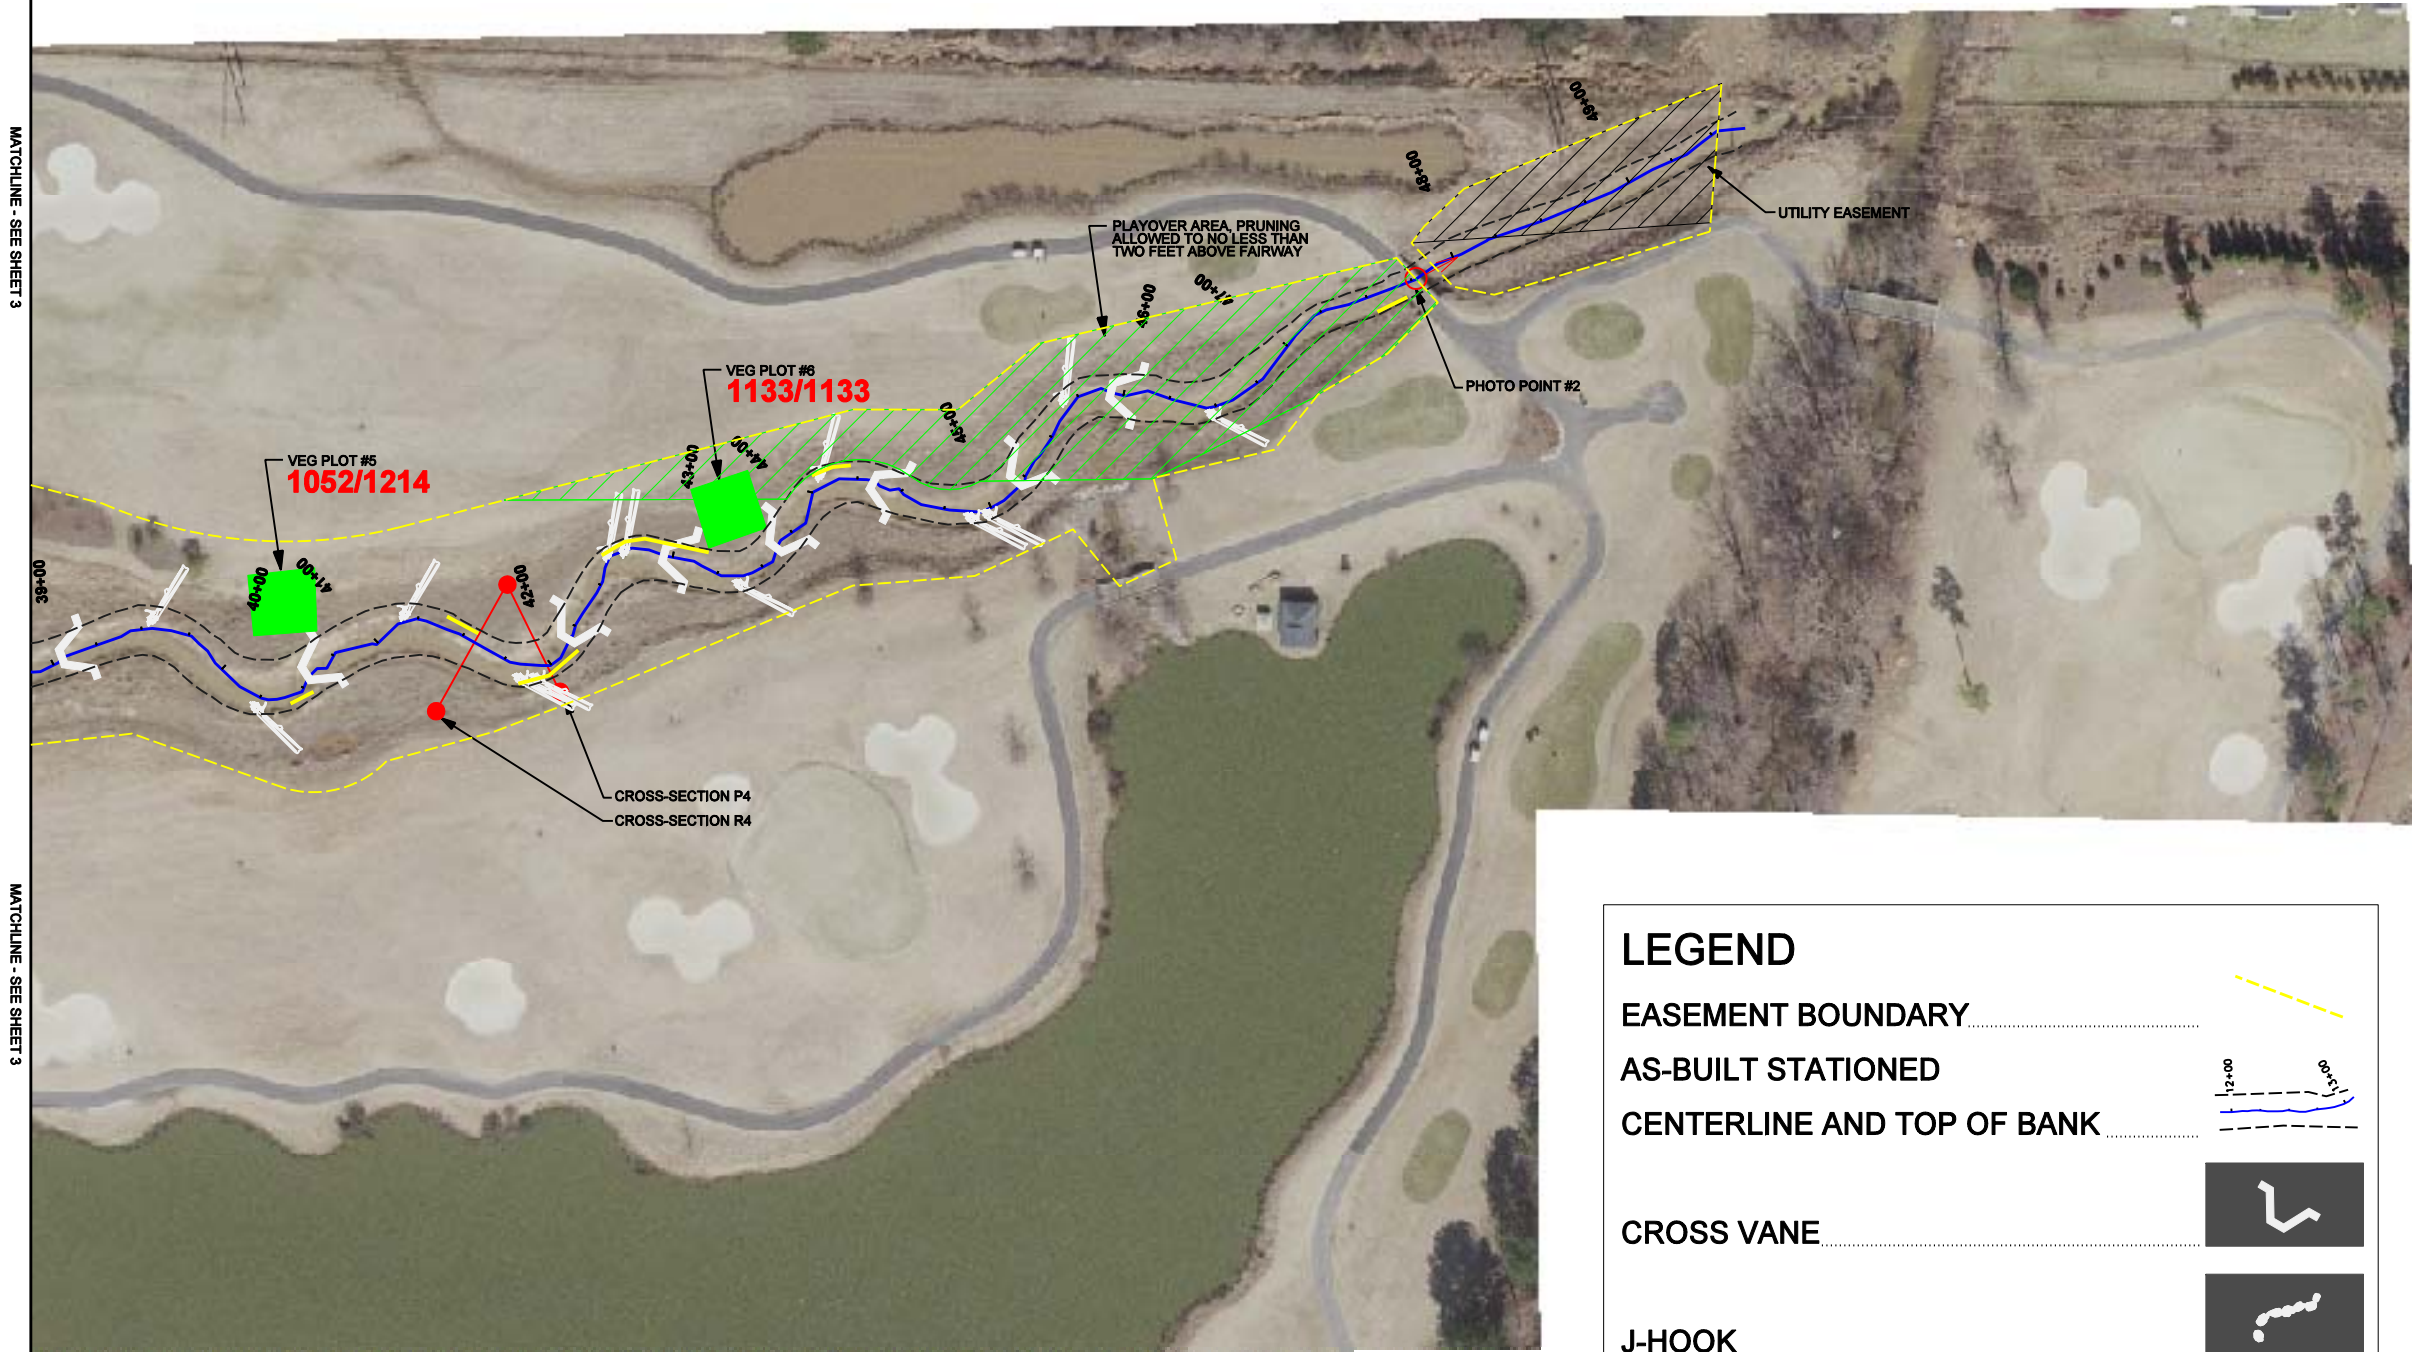 MATCHLINE - SEE SHEET 3
MATCHLINE - SEE SHEET 3
49+00
48+00
UTILITY EASEMENT
PLAYOVER AREA, PRUNING
ALLOWED TO NO LESS THAN
TWO FEET ABOVE FAIRWAY
47+00
46+00
PHOTO POINT #2
VEG PLOT #6
1133/1133
45+00
44+00
43+00
VEG PLOT #5
1052/1214
42+00
41+00
40+00
39+00
CROSS-SECTION P4
CROSS-SECTION R4
LEGEND
EASEMENT BOUNDARY
AS-BUILT STATIONED
CENTERLINE AND TOP OF BANK
12+00
13+00
CROSS VANE
J-HOOK